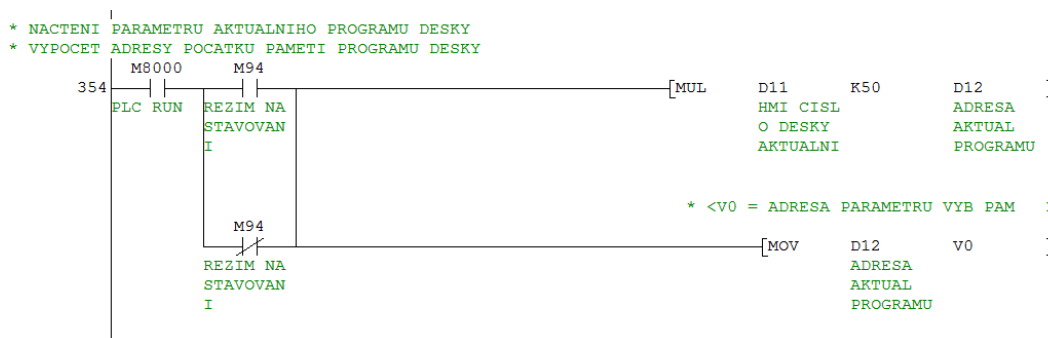 * NACTENI PARAMETRU AKTUALNIHO PROGRAMU DESKY
* VYPOCET ADRESY POCATKU PAMETI PROGRAMU DESKY
M8000 M94
354 [MUL D11 K50 D12 ]
PLC RUN REZIM NA HMI CISL ADRESA
STAVOVAN O DESKY AKTUAL
I AKTUALNI PROGRAMU
* <V0 = ADRESA PARAMETRU VYB PAM
M94
[MOV D12 V0 ]
REZIM NA ADRESA
STAVOVAN AKTUAL
I PROGRAMU